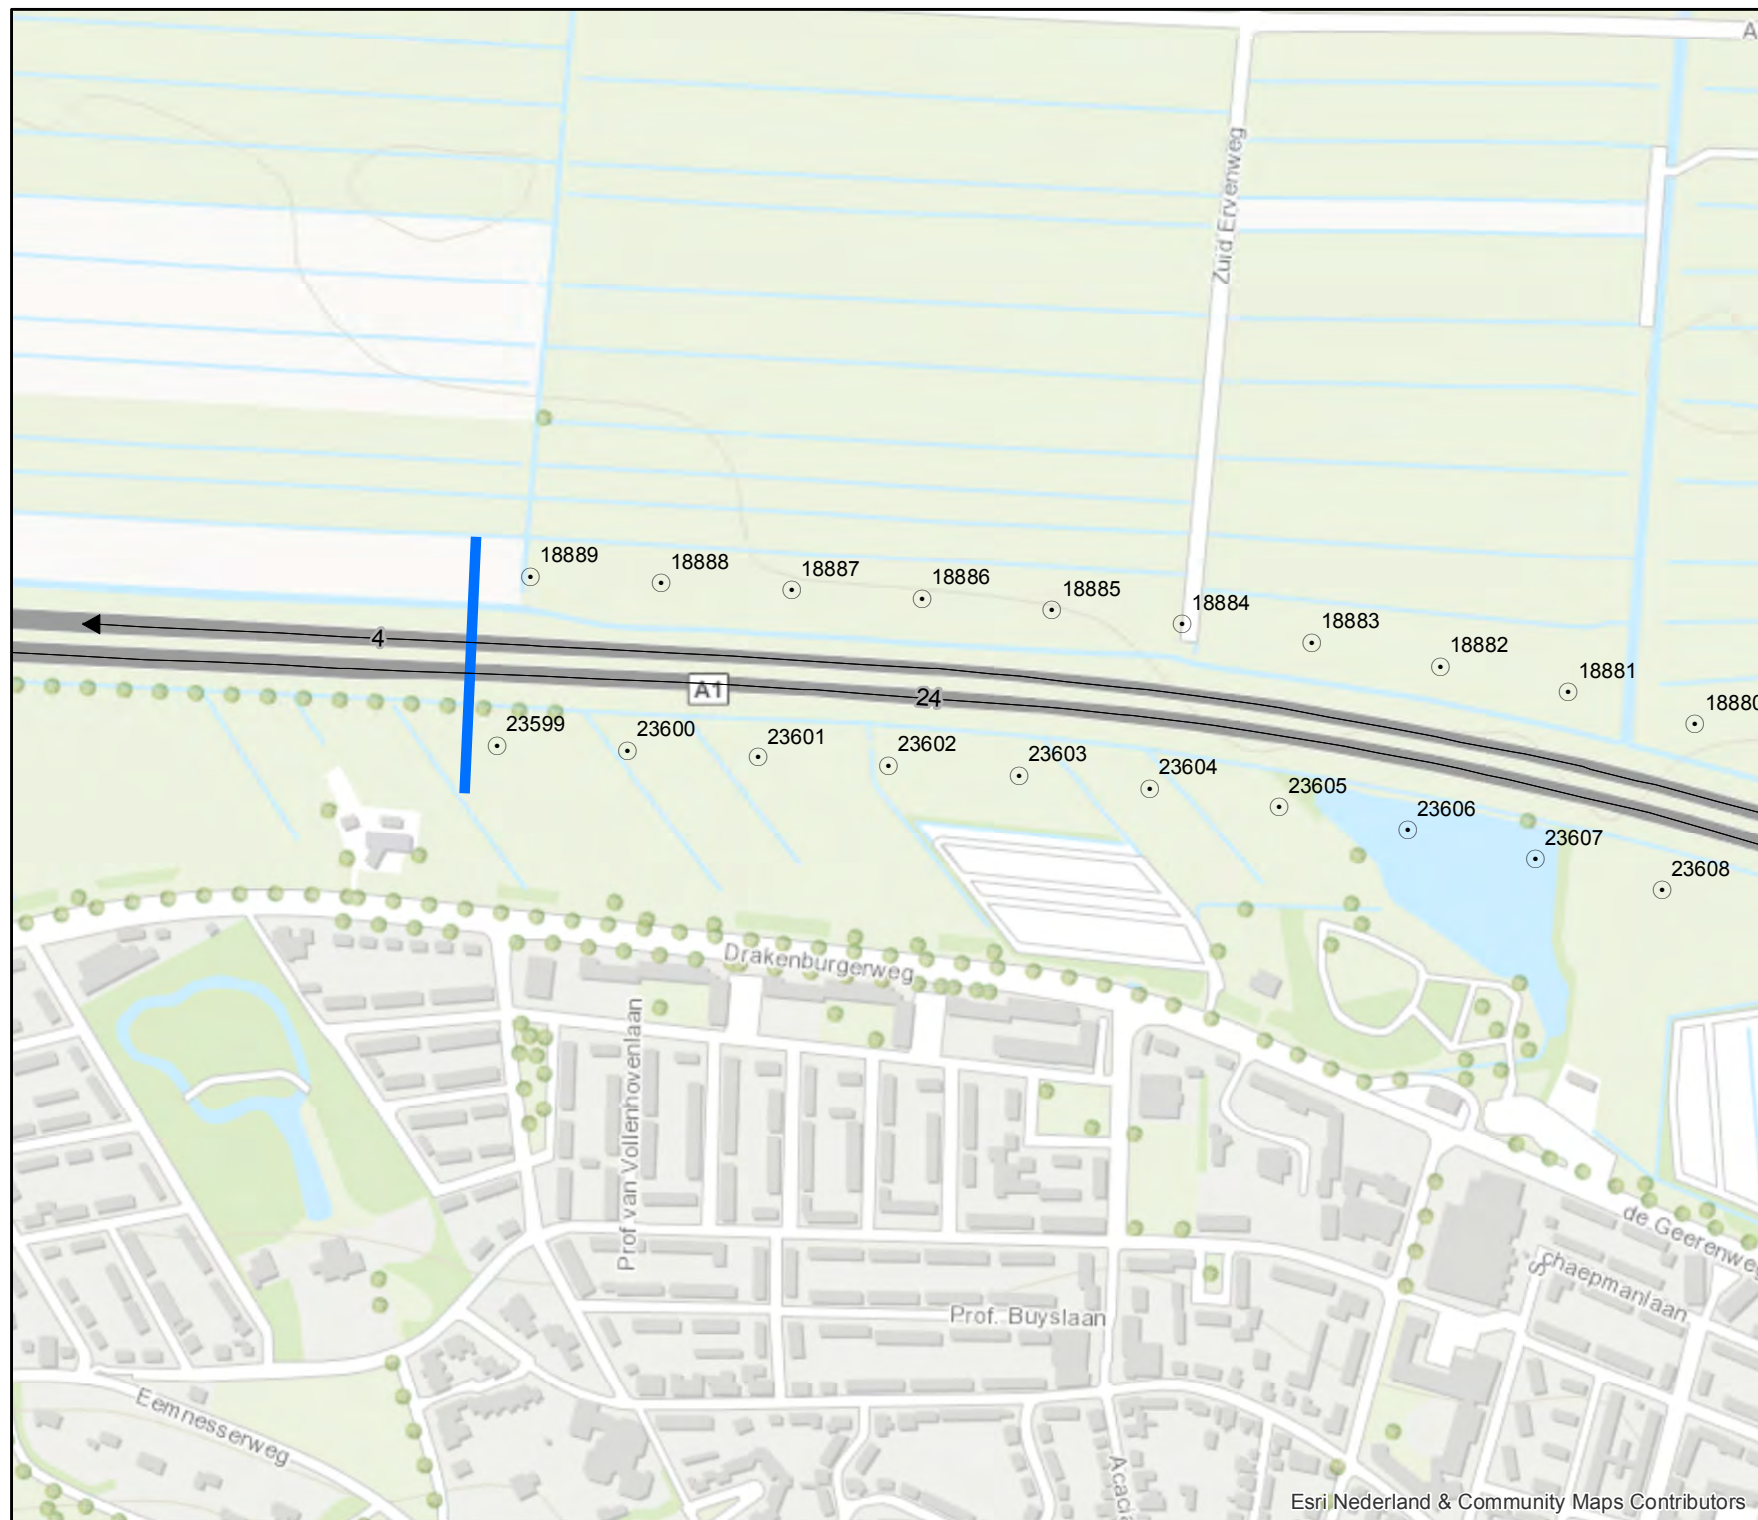 A
Zuid Ervenweg
18889
18888
18887
18886
18885
18884
18883
18882
18881
18880
4
A1
24
23599
23600
23601
23602
23603
23604
23605
23606
23607
23608
Drakenburgerweg
Prof van Vollenhovenlaan
de Geerenweg
Schaepmanlaan
Prof. Buyslaan
Eemnesserweg
Acacia
Esri Nederland & Community Maps Contributors